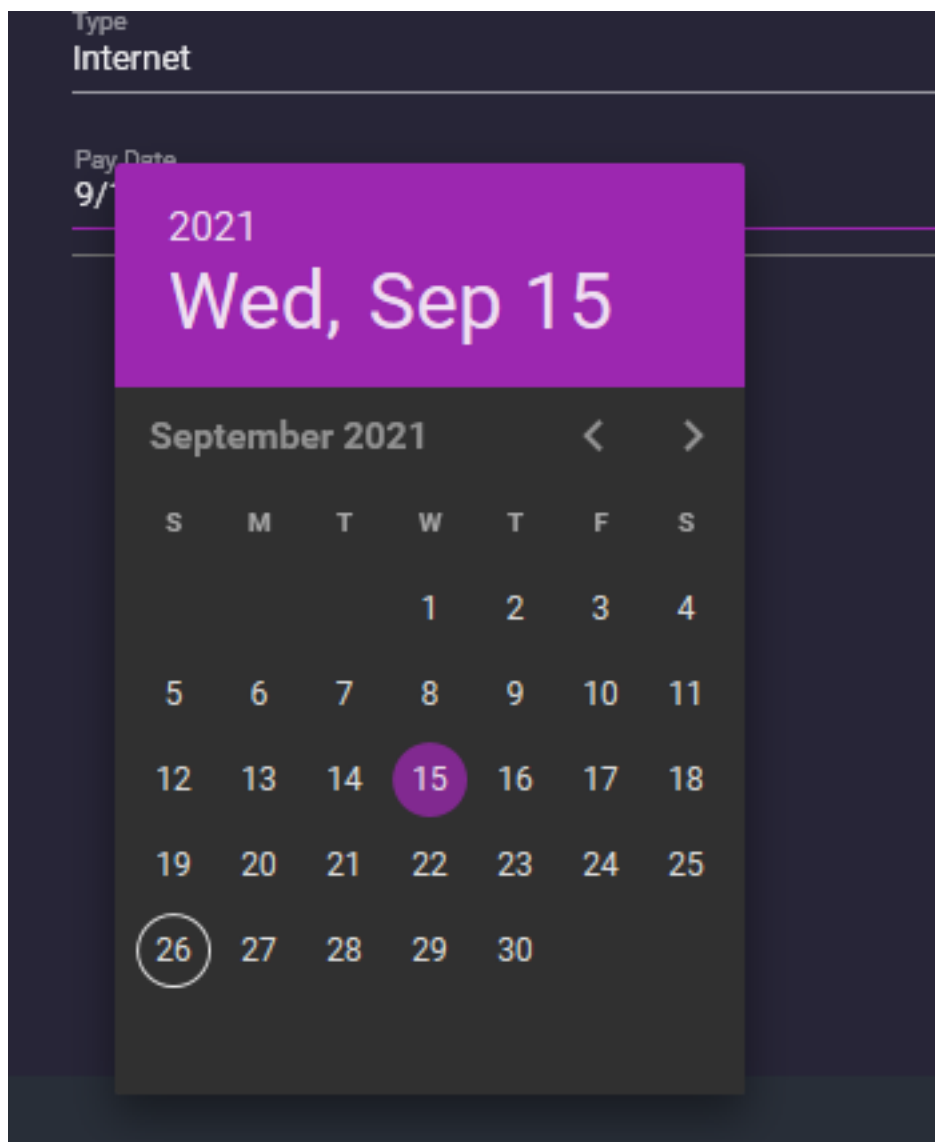 Type
Internet
Pay Date
9/
2021
Wed, Sep 15
September 2021
S M T W T F S
1 2 3 4
5 6 7 8 9 10 11
12 13 14 15 16 17 18
19 20 21 22 23 24 25
26 27 28 29 30